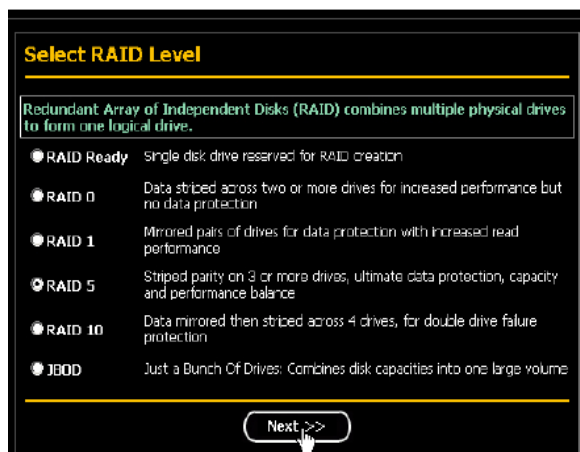 Select RAID Level
Redundant Array of Independent Disks (RAID) combines multiple physical drives
to form one logical drive.
RAID Ready Single disk drive reserved for RAID creation
RAID 0 Data striped across two or more drives for increased performance but
no data protection
RAID 1 Mirrored pairs of drives for data protection with increased read
performance
RAID 5 Striped parity on 3 or more drives, ultimate data protection, capacity
and performance balance
RAID 10 Data mirrored then striped across 4 drives, for double drive failure
protection
JBOD Just a Bunch Of Drives: Combines disk capacities into one large volume
Next >>